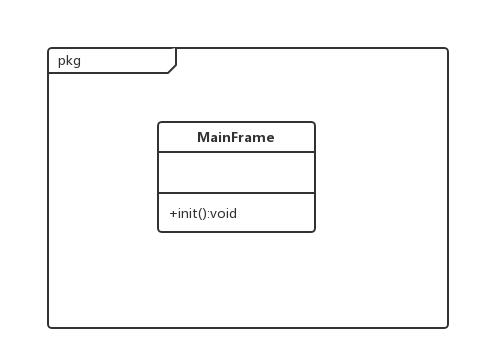 pkg
MainFrame
+init():void